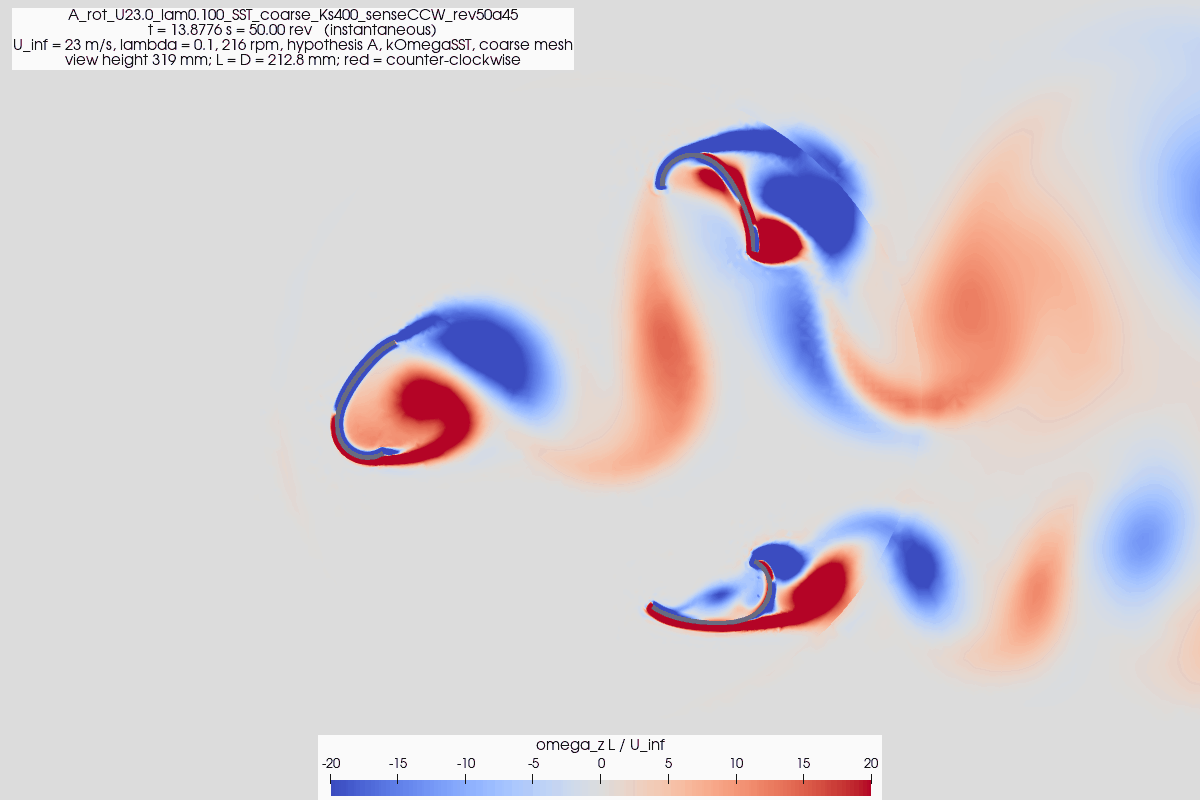 A_rot_U23.0_lam0.100_SST_coarse_Ks400_senseCCW_rev50a45
t = 13.8776 s = 50.00 rev (instantaneous)
U_inf = 23 m/s, lambda = 0.1, 216 rpm, hypothesis A, kOmegaSST, coarse mesh
view height 319 mm; L = D = 212.8 mm; red = counter-clockwise
omega_z L / U_inf
-20 -15 -10 -5 0 5 10 15 20